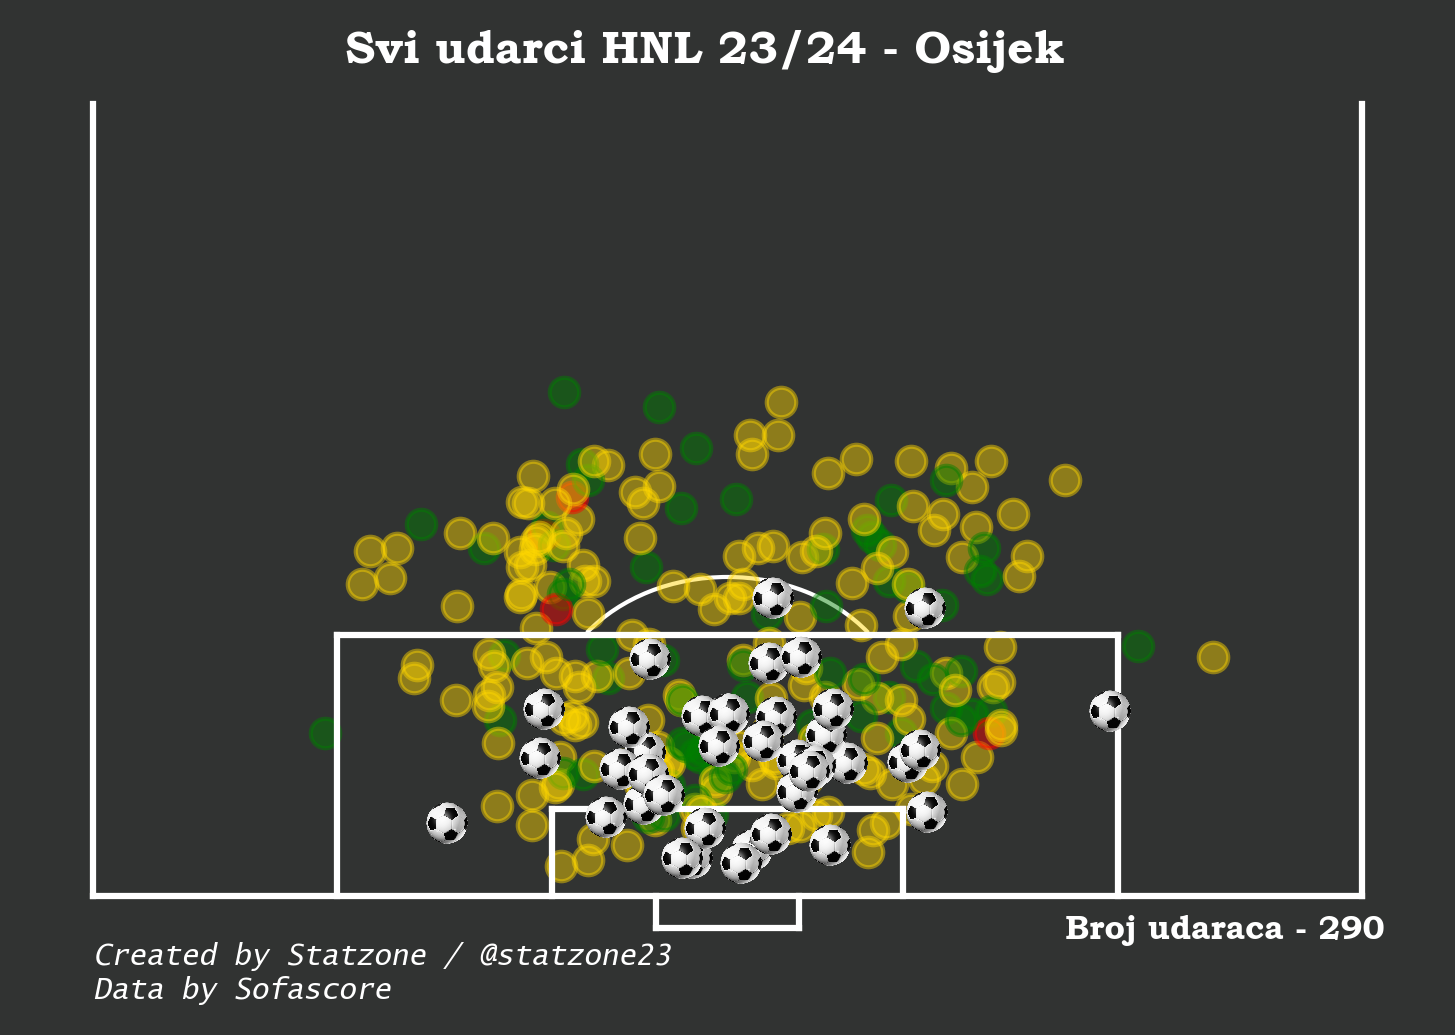 Svi udarci HNL 23/24 - Osijek
Broj udaraca - 290
Created by Statzone / @statzone23
Data by Sofascore